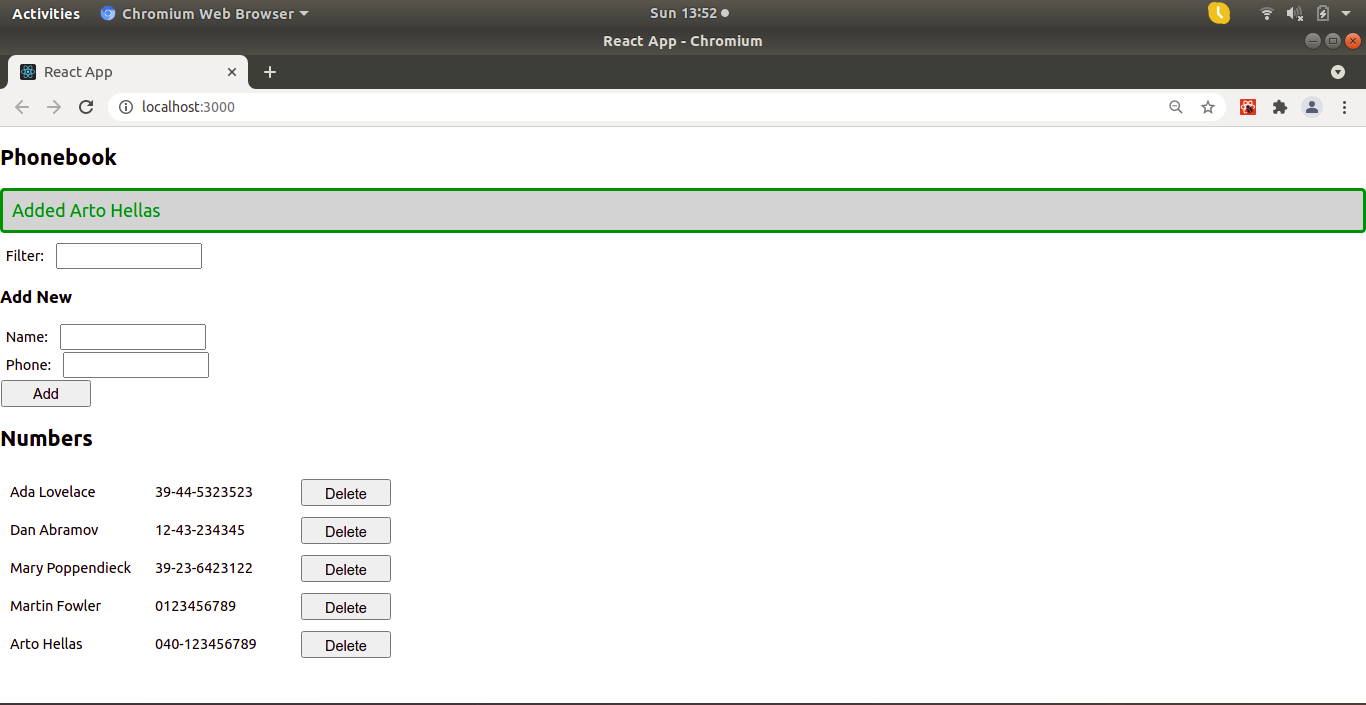 Activities Chromium Web Browser Sun 13:52
React App - Chromium
React App
localhost:3000
Phonebook
Added Arto Hellas
Filter:
Add New
Name:
Phone:
Add
Numbers
Ada Lovelace 39-44-5323523 Delete
Dan Abramov 12-43-234345 Delete
Mary Poppendieck 39-23-6423122 Delete
Martin Fowler 0123456789 Delete
Arto Hellas 040-123456789 Delete